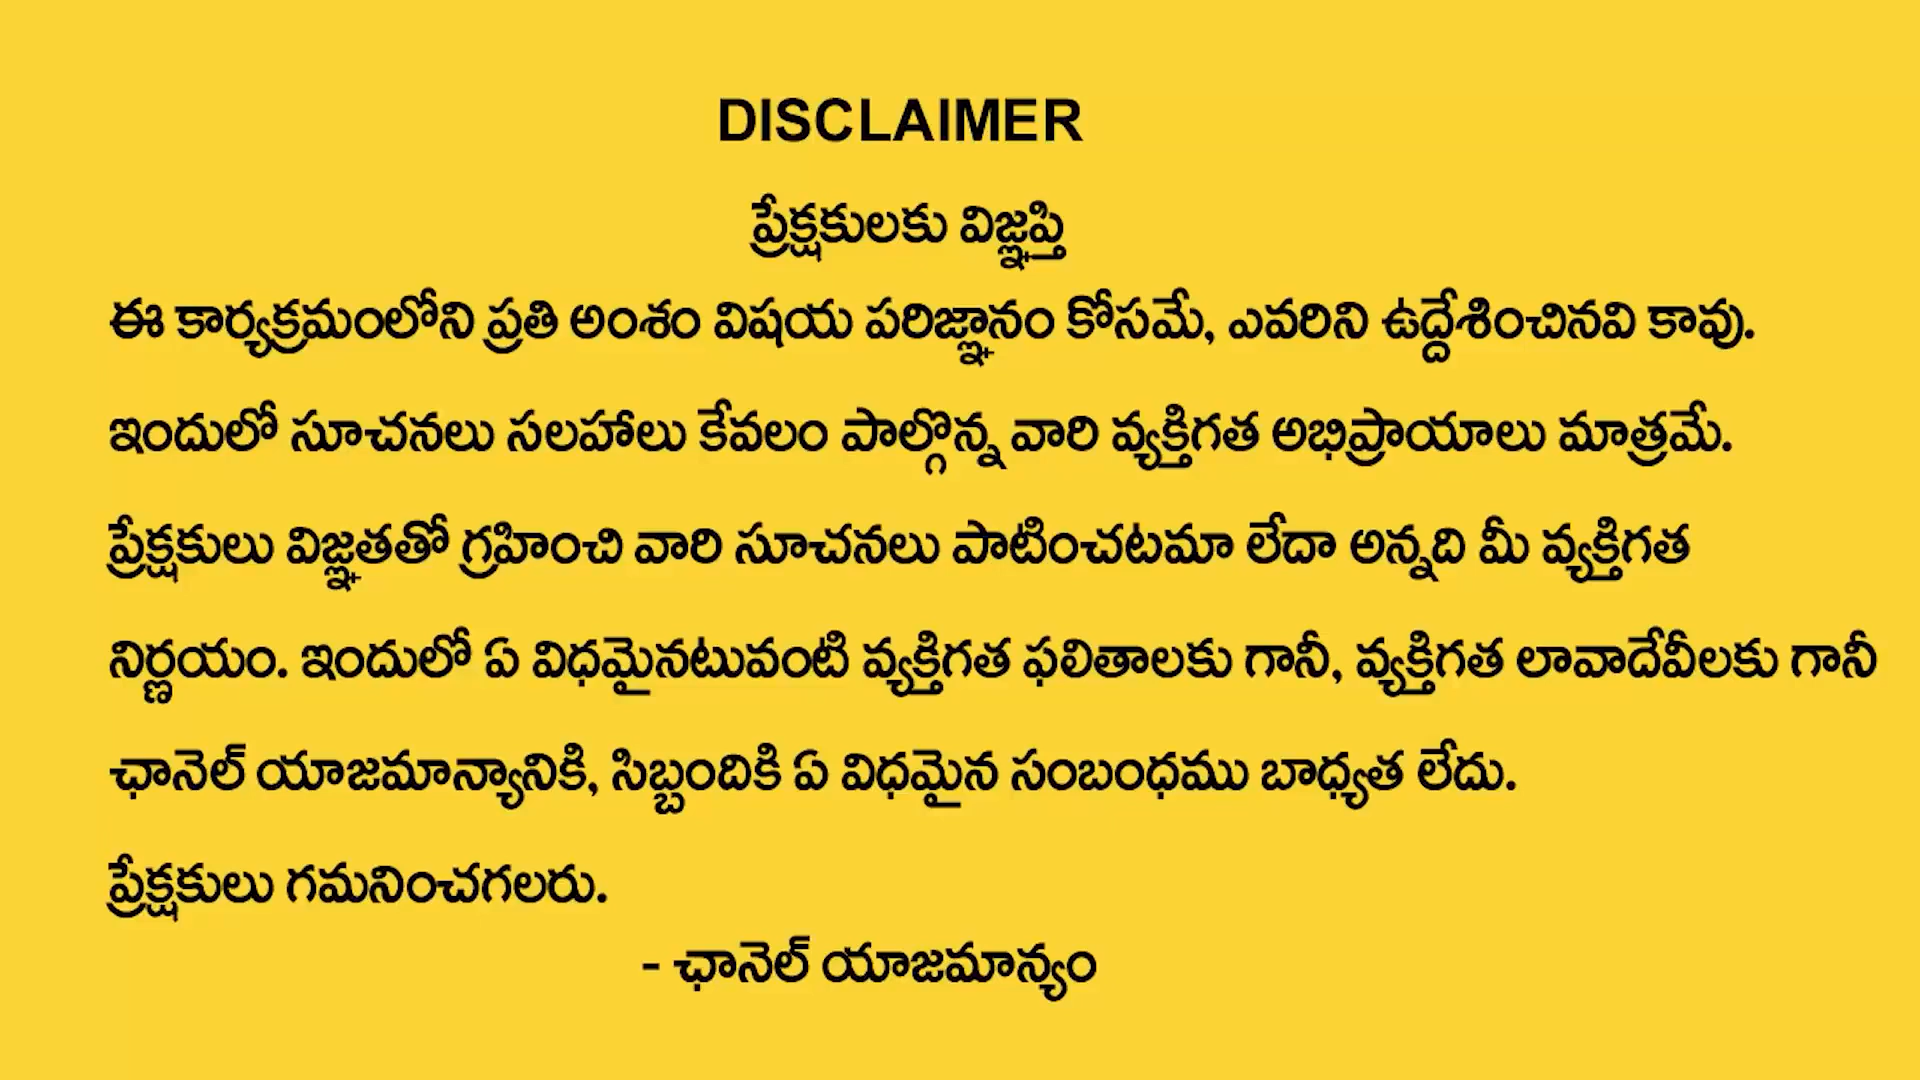 DISCLAIMER
ప్రేక్షకులకు విజ్ఞప్తి
ఈ కార్యక్రమంలోని ప్రతి అంశం విషయ పరిజ్ఞానం కోసమే, ఎవరిని ఉద్దేశించినవి కావు.
ఇందులో సూచనలు సలహాలు కేవలం పాల్గొన్న వారి వ్యక్తిగత అభిప్రాయాలు మాత్రమే.
ప్రేక్షకులు విజ్ఞతతో గ్రహించి వారి సూచనలు పాటించటమా లేదా అన్నది మీ వ్యక్తిగత
నిర్ణయం. ఇందులో ఏ విధమైనటువంటి వ్యక్తిగత ఫలితాలకు గానీ, వ్యక్తిగత లావాదేవీలకు గానీ
ఛానెల్ యాజమాన్యానికి, సిబ్బందికి ఏ విధమైన సంబంధము బాధ్యత లేదు.
ప్రేక్షకులు గమనించగలరు.
- ఛానెల్ యాజమాన్యం